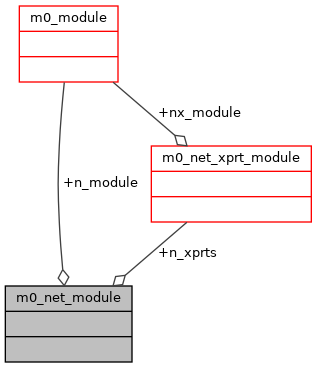 m0_module
+nx_module
m0_net_xprt_module
+n_module
+n_xprts
m0_net_module